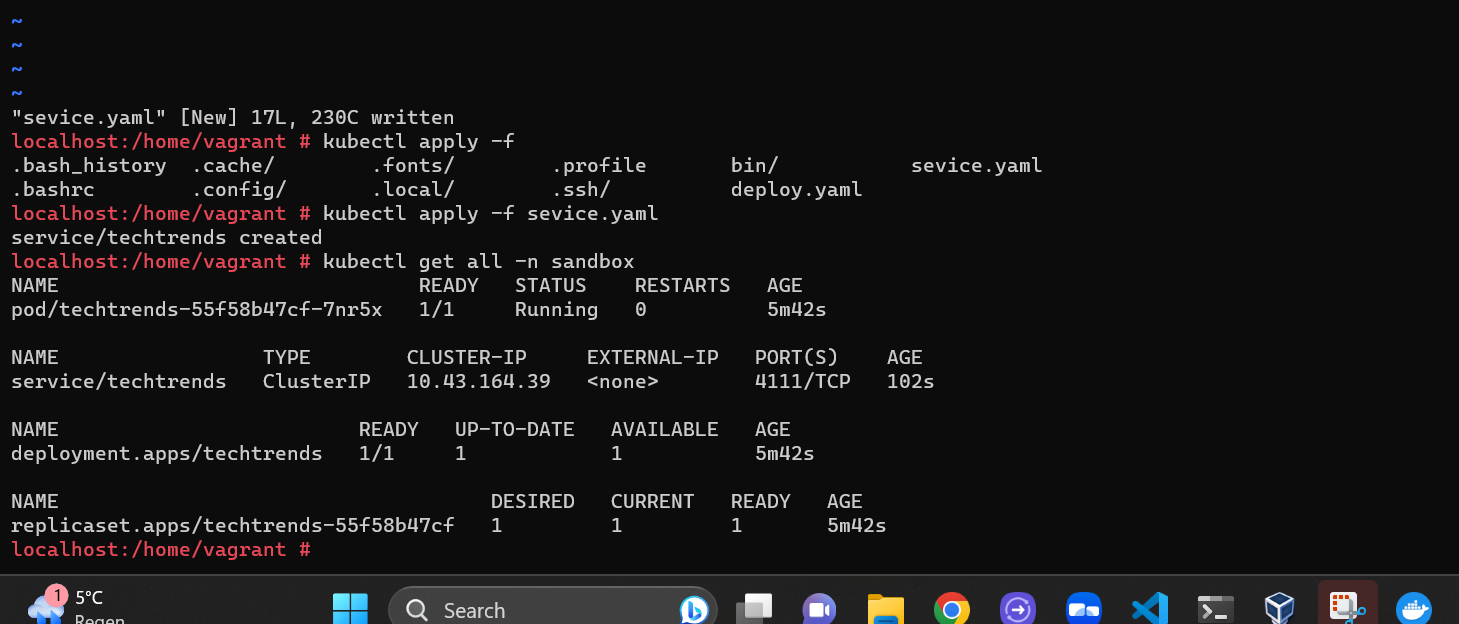 ~
~
~
~
"sevice.yaml" [New] 17L, 230C written
localhost:/home/vagrant # kubectl apply -f
.bash_history .cache/ .fonts/ .profile bin/ sevice.yaml
.bashrc .config/ .local/ .ssh/ deploy.yaml
localhost:/home/vagrant # kubectl apply -f sevice.yaml
service/techtrends created
localhost:/home/vagrant # kubectl get all -n sandbox
NAME READY STATUS RESTARTS AGE
pod/techtrends-55f58b47cf-7nr5x 1/1 Running 0 5m42s
NAME TYPE CLUSTER-IP EXTERNAL-IP PORT(S) AGE
service/techtrends ClusterIP 10.43.164.39 <none> 4111/TCP 102s
NAME READY UP-TO-DATE AVAILABLE AGE
deployment.apps/techtrends 1/1 1 1 5m42s
NAME DESIRED CURRENT READY AGE
replicaset.apps/techtrends-55f58b47cf 1 1 1 5m42s
localhost:/home/vagrant #
1 5°C
Regen
Search